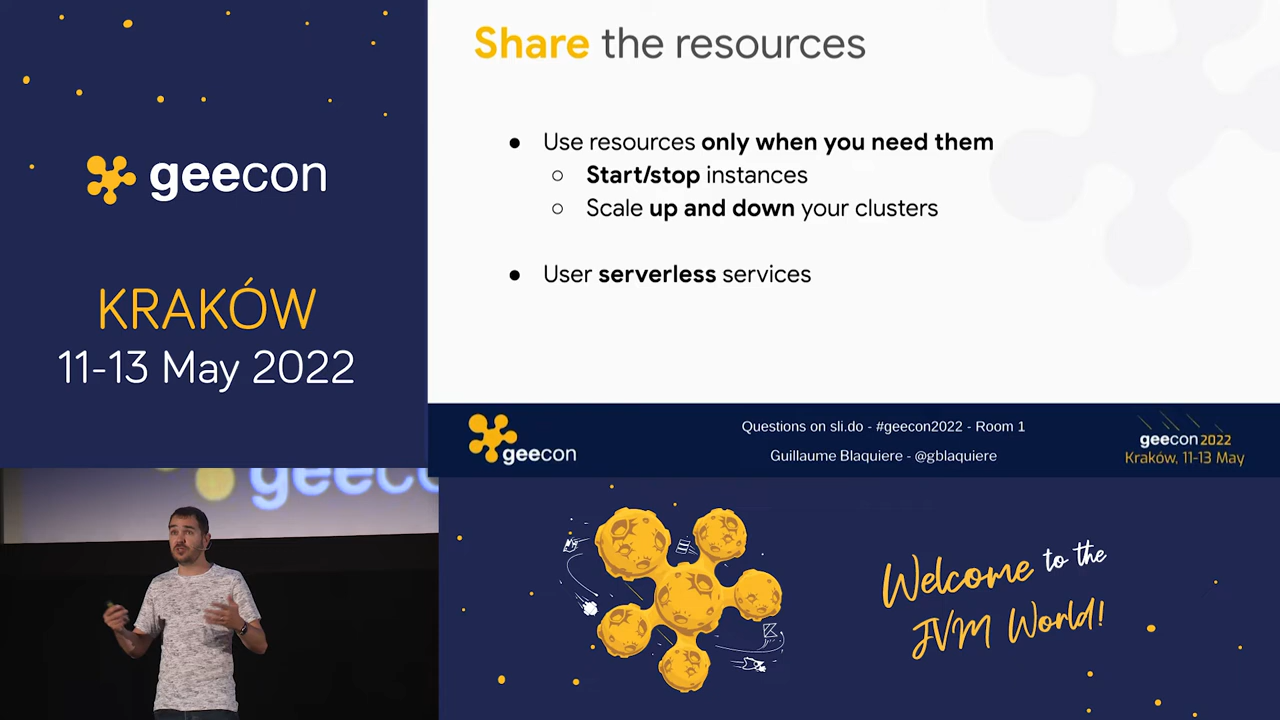 geecon
KRAKÓW
11-13 May 2022
Share the resources
● Use resources only when you need them
○ Start/stop instances
○ Scale up and down your clusters
● User serverless services
geecon
Questions on sli.do - #geecon2022 - Room 1
Guillaume Blaquiere - @gblaquiere
geecon 2022
Kraków, 11-13 May
geeco
Welcome to the
JVM World!